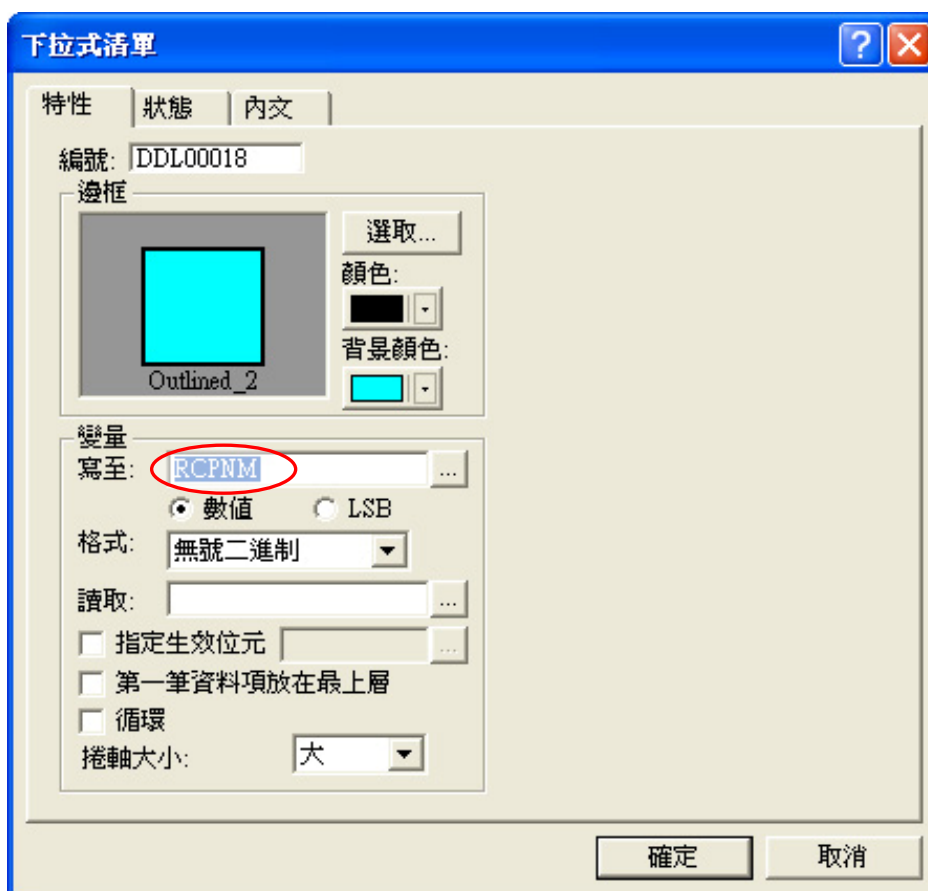 下拉式清單
特性 狀態 內文
編號: DDL00018
邊框
選取...
顏色:
背景顏色:
Outlined_2
變量
寫至: RCPNM ...
數值 LSB
格式: 無號二進制
讀取: ...
指定生效位元 ...
第一筆資料項放在最上層
循環
捲軸大小: 大
確定 取消